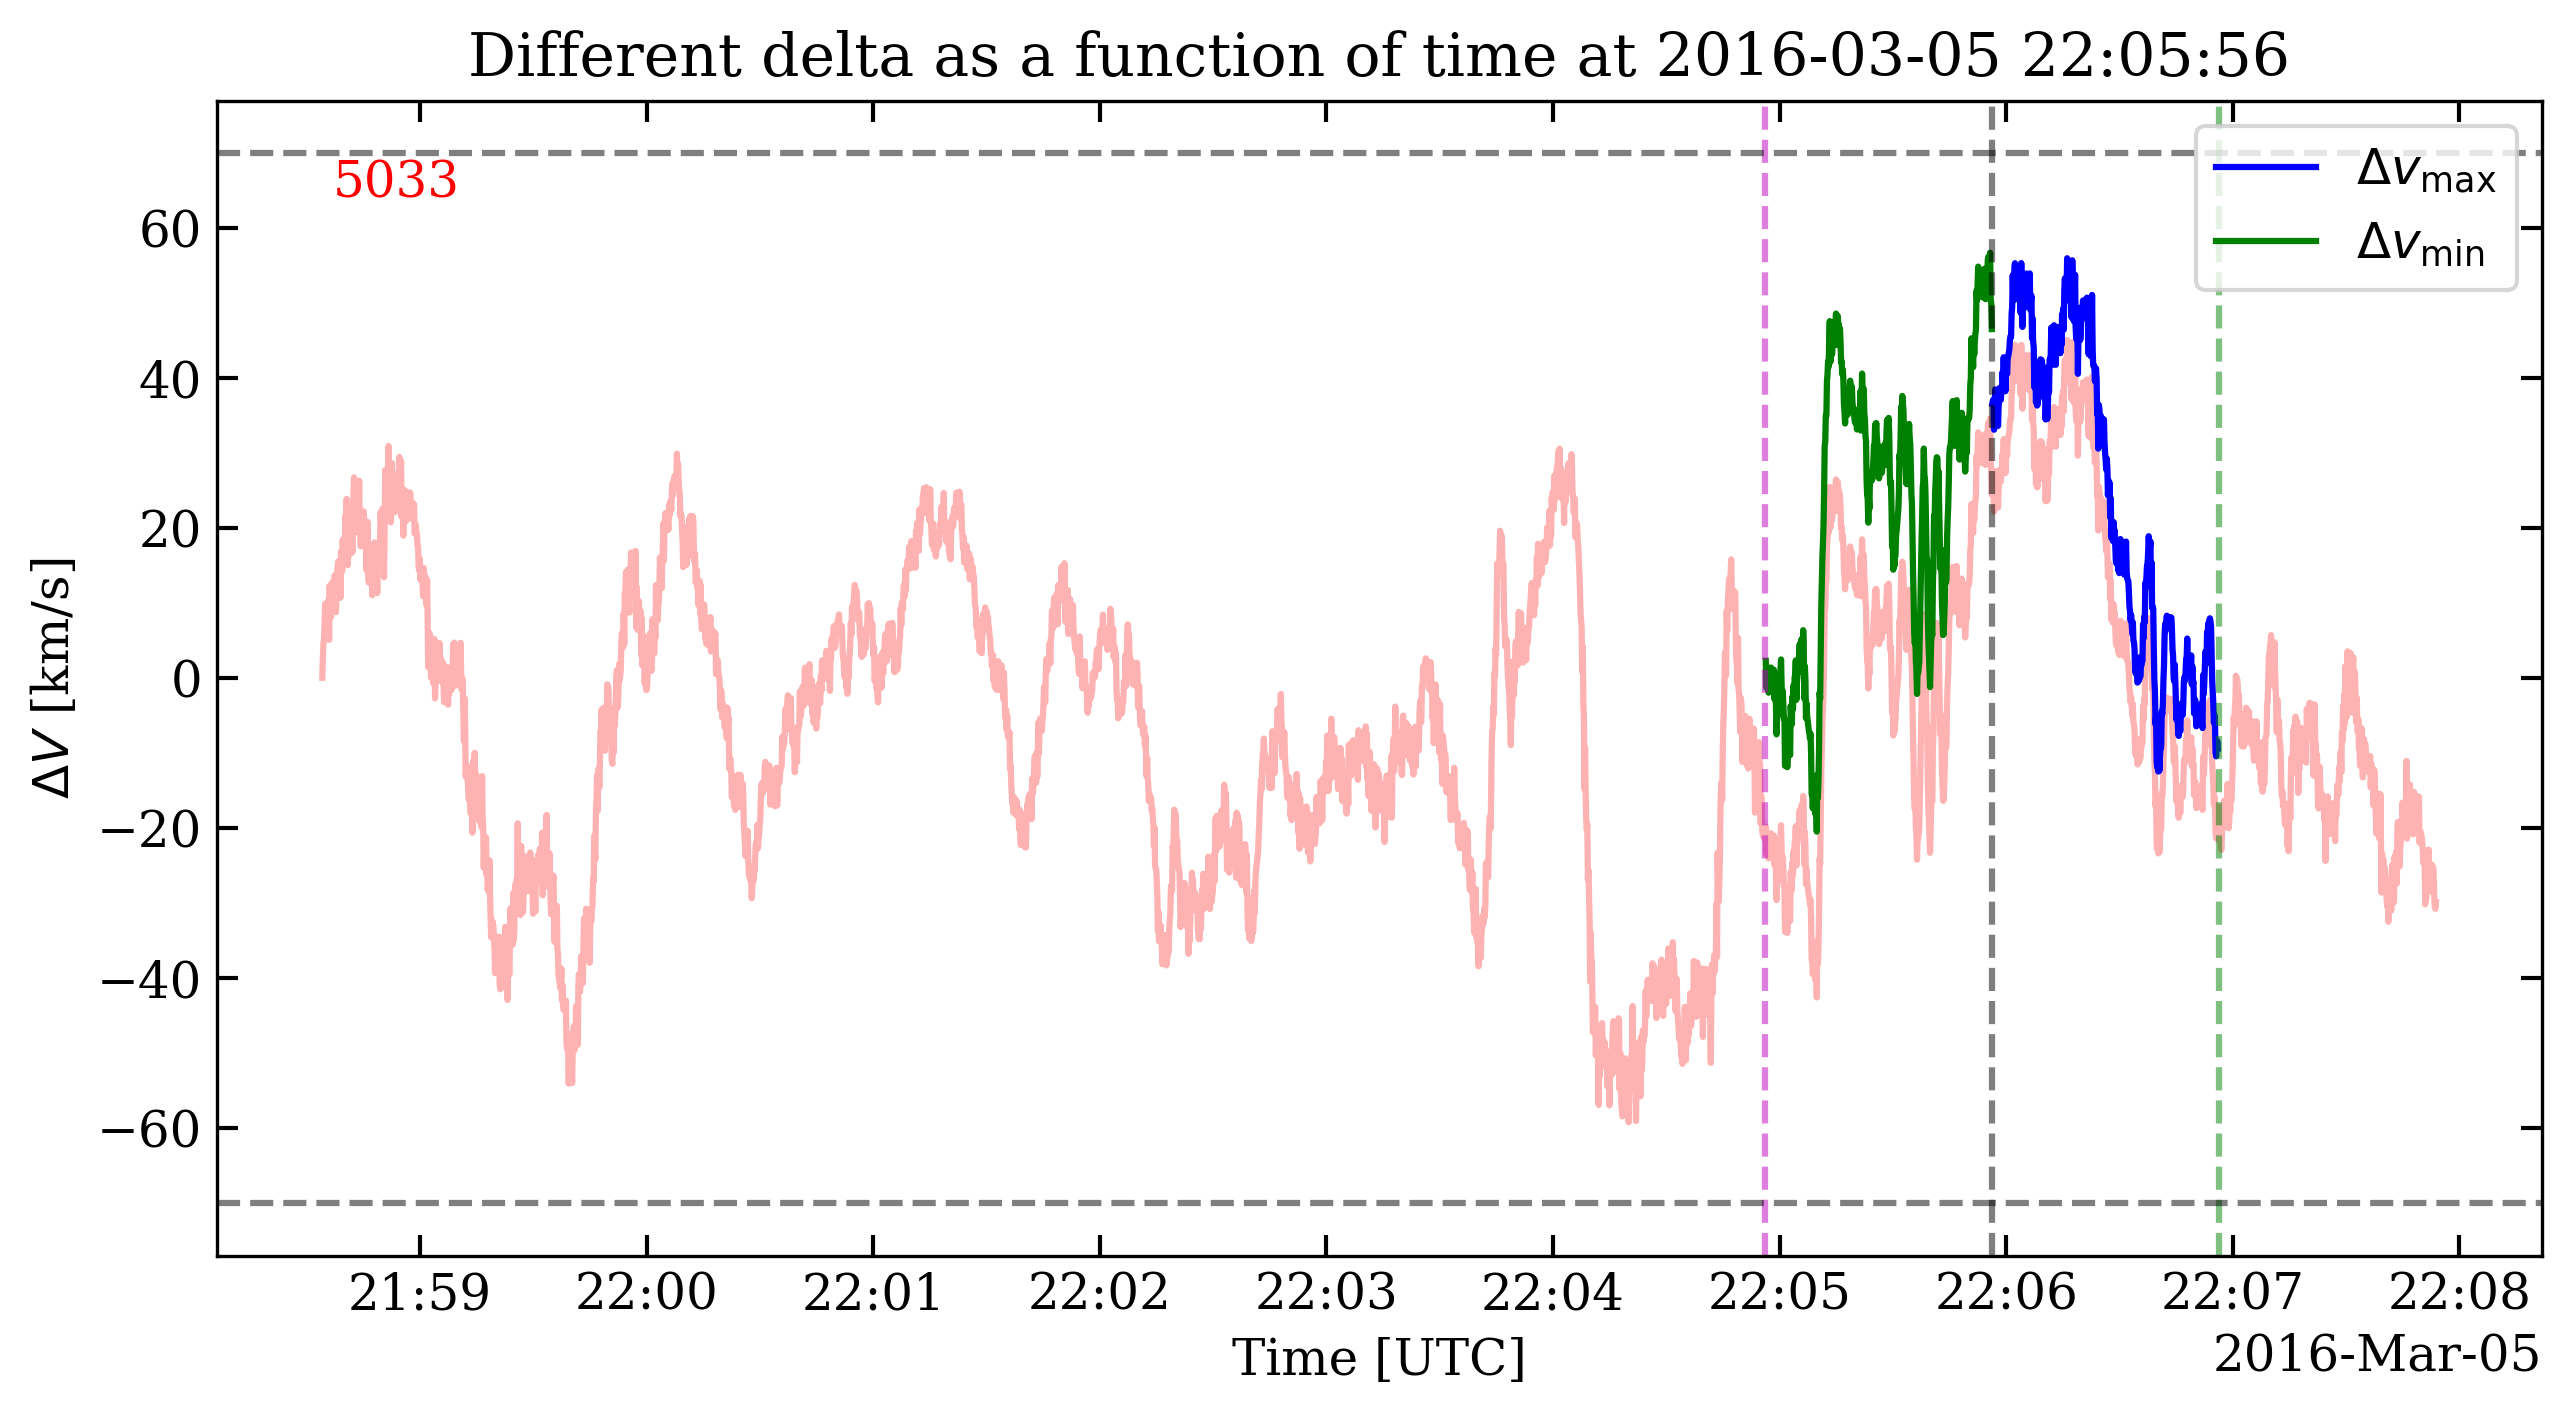 Different delta as a function of time at 2016-03-05 22:05:56
5033
Δv_max
Δv_min
60
40
20
0
−20
−40
−60
ΔV [km/s]
21:59 22:00 22:01 22:02 22:03 22:04 22:05 22:06 22:07 22:08
Time [UTC]
2016-Mar-05